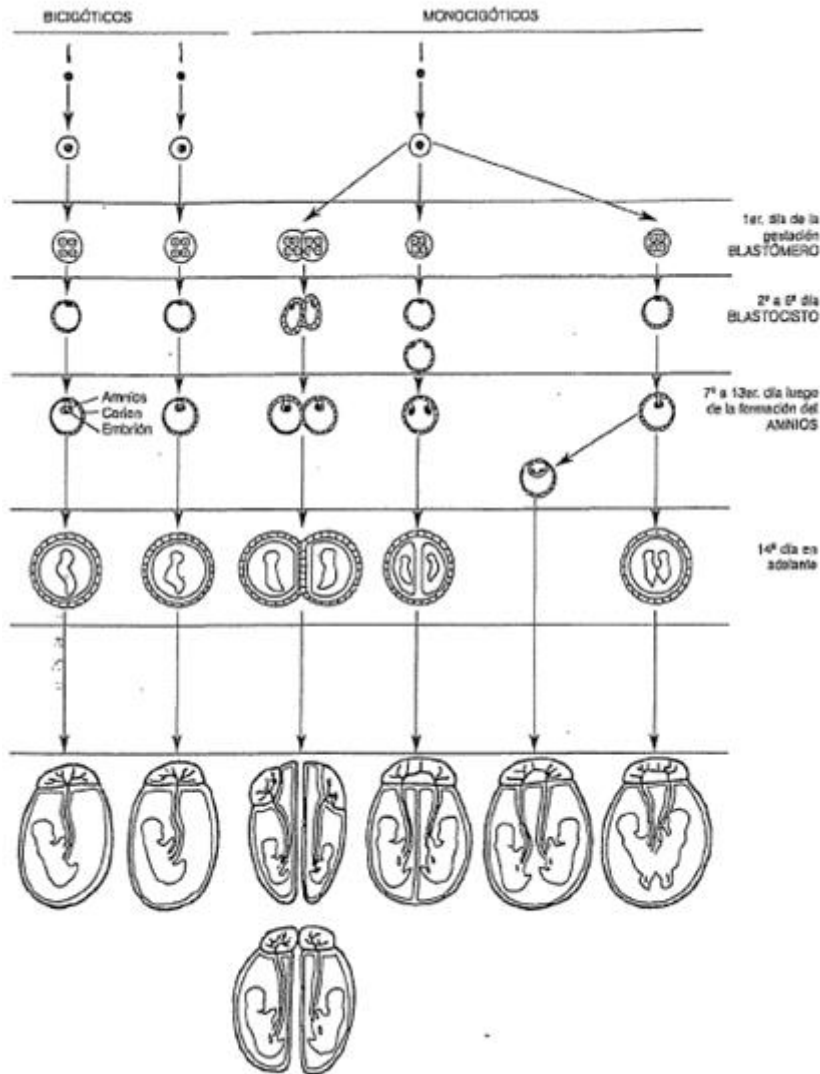 BICIGÓTICOS
MONOCIGÓTICOS
1er. día de la
gestación
BLASTÓMERO
2º a 6º día
BLASTOCISTO
Amnios
Corion
Embrión
7º a 13er. día luego
de la formación del
AMNIOS
14º día en
adelante